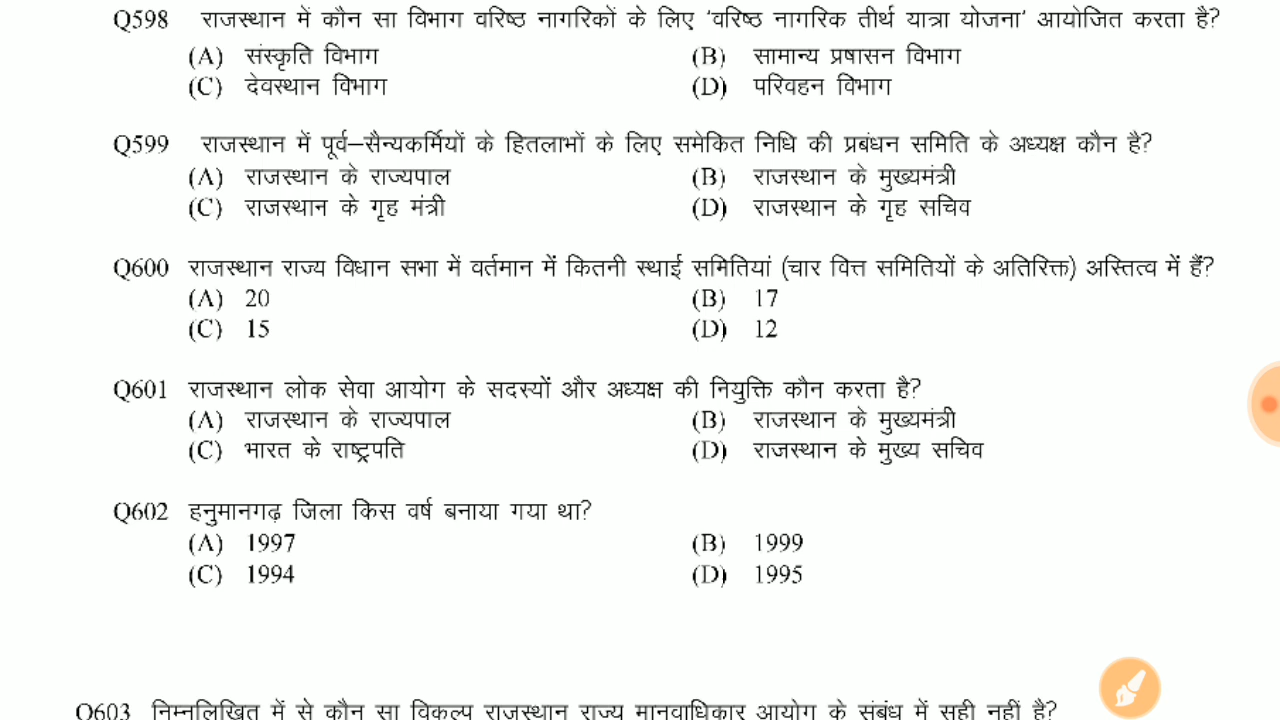 Q598 राजस्थान में कौन सा विभाग वरिष्ठ नागरिकों के लिए 'वरिष्ठ नागरिक तीर्थ यात्रा योजना' आयोजित करता है?
(A) संस्कृति विभाग (B) सामान्य प्रषासन विभाग
(C) देवस्थान विभाग (D) परिवहन विभाग
Q599 राजस्थान में पूर्व–सैन्यकर्मियों के हितलाभों के लिए समेकित निधि की प्रबंधन समिति के अध्यक्ष कौन है?
(A) राजस्थान के राज्यपाल (B) राजस्थान के मुख्यमंत्री
(C) राजस्थान के गृह मंत्री (D) राजस्थान के गृह सचिव
Q600 राजस्थान राज्य विधान सभा में वर्तमान में कितनी स्थाई समितियां (चार वित्त समितियों के अतिरिक्त) अस्तित्व में हैं?
(A) 20 (B) 17
(C) 15 (D) 12
Q601 राजस्थान लोक सेवा आयोग के सदस्यों और अध्यक्ष की नियुक्ति कौन करता है?
(A) राजस्थान के राज्यपाल (B) राजस्थान के मुख्यमंत्री
(C) भारत के राष्ट्रपति (D) राजस्थान के मुख्य सचिव
Q602 हनुमानगढ़ जिला किस वर्ष बनाया गया था?
(A) 1997 (B) 1999
(C) 1994 (D) 1995
Q603 निम्नलिखित में से कौन सा विकल्प राजस्थान राज्य मानवाधिकार आयोग के संबंध में सही नहीं है?